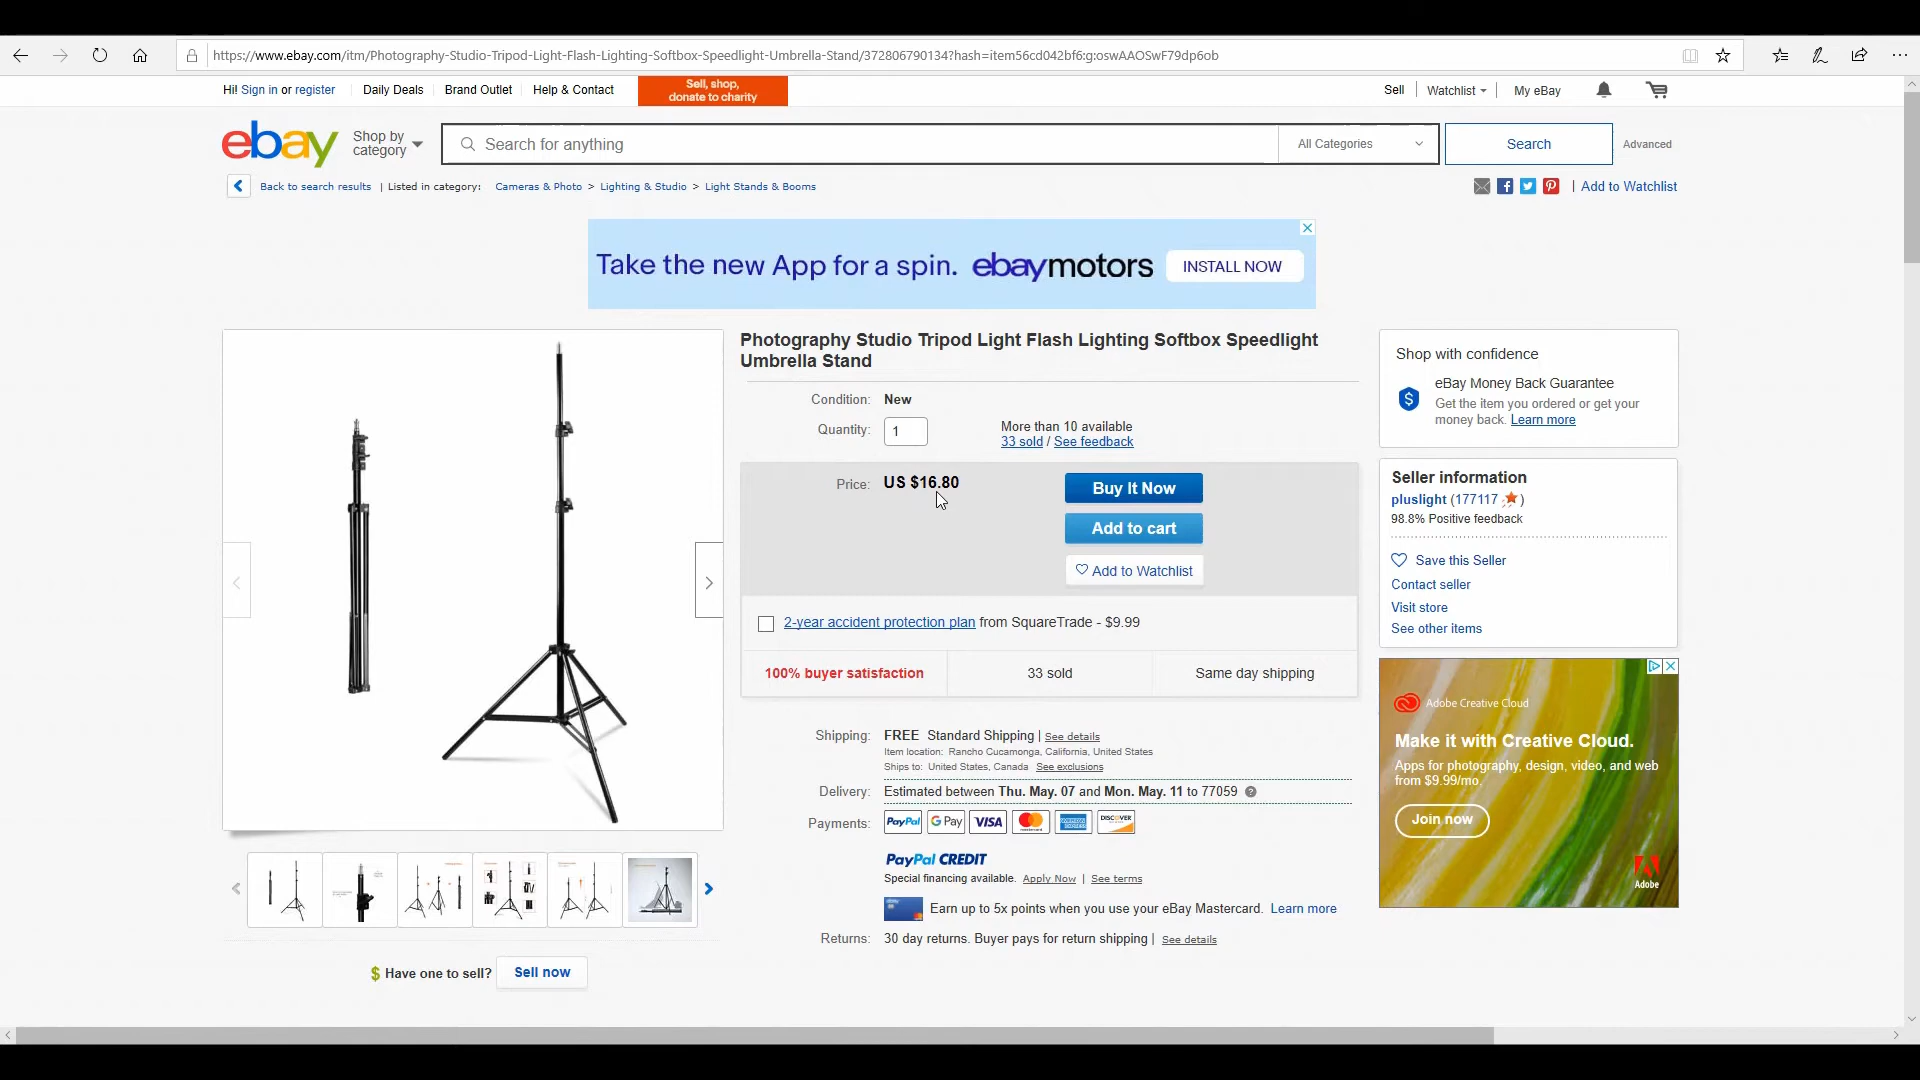 https://www.ebay.com/itm/Photography-Studio-Tripod-Light-Flash-Lighting-Softbox-Speedlight-Umbrella-Stand/372806790134?hash=item56cd042bf6:g:oswAAOSwF79dp6ob
Hi! Sign in or register
Daily Deals
Brand Outlet
Help & Contact
Sell, shop,
donate to charity
Sell
Watchlist
My eBay
ebay
Shop by
category
Search for anything
All Categories
Search
Advanced
Back to search results | Listed in category: Cameras & Photo > Lighting & Studio > Light Stands & Booms
| Add to Watchlist
Take the new App for a spin. ebaymotors INSTALL NOW
Photography Studio Tripod Light Flash Lighting Softbox Speedlight
Umbrella Stand
Condition: New
Quantity: 1
More than 10 available
33 sold / See feedback
Price: US $16.80
Buy It Now
Add to cart
Add to Watchlist
2-year accident protection plan from SquareTrade - $9.99
100% buyer satisfaction
33 sold
Same day shipping
Shipping: FREE Standard Shipping | See details
Item location: Rancho Cucamonga, California, United States
Ships to: United States, Canada See exclusions
Delivery: Estimated between Thu. May. 07 and Mon. May. 11 to 77059
Payments: PayPal G Pay VISA mastercard AMERICAN EXPRESS DISCOVER
PayPal CREDIT
Special financing available. Apply Now | See terms
Earn up to 5x points when you use your eBay Mastercard. Learn more
Returns: 30 day returns. Buyer pays for return shipping | See details
Have one to sell? Sell now
Shop with confidence
eBay Money Back Guarantee
Get the item you ordered or get your
money back. Learn more
Seller information
pluslight (177117)
98.8% Positive feedback
Save this Seller
Contact seller
Visit store
See other items
Adobe Creative Cloud
Make it with Creative Cloud.
Apps for photography, design, video, and web
from $9.99/mo.
Join now
Adobe